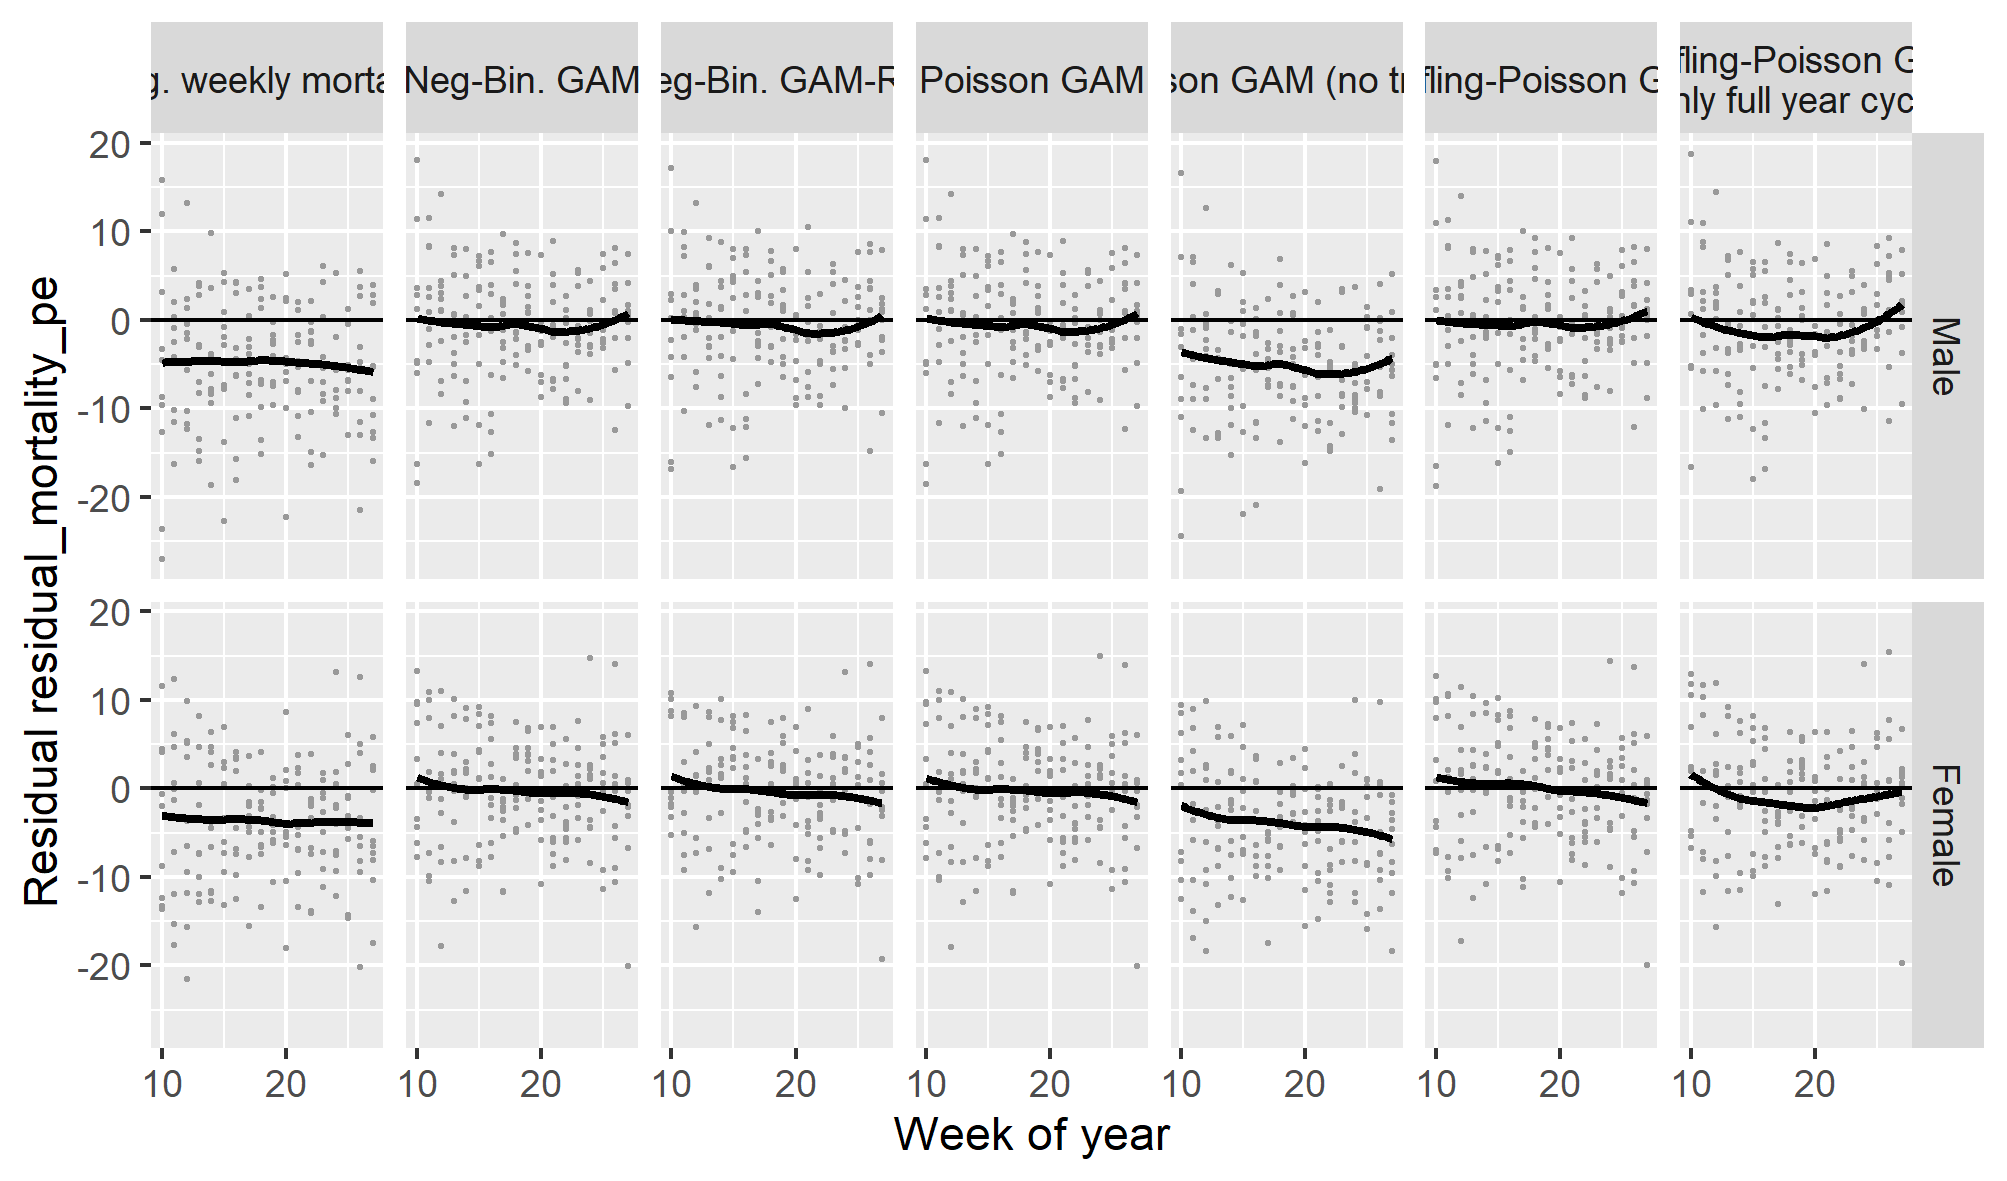 g. weekly morta
Neg-Bin. GAM
eg-Bin. GAM-R
Poisson GAM
son GAM (no tr
fling-Poisson G
fling-Poisson G
nly full year cyc
20
10
0
-10
-20
Male
20
10
0
-10
-20
Female
10 20 10 20 10 20 10 20 10 20 10 20 10 20
Week of year
Residual residual_mortality_pe